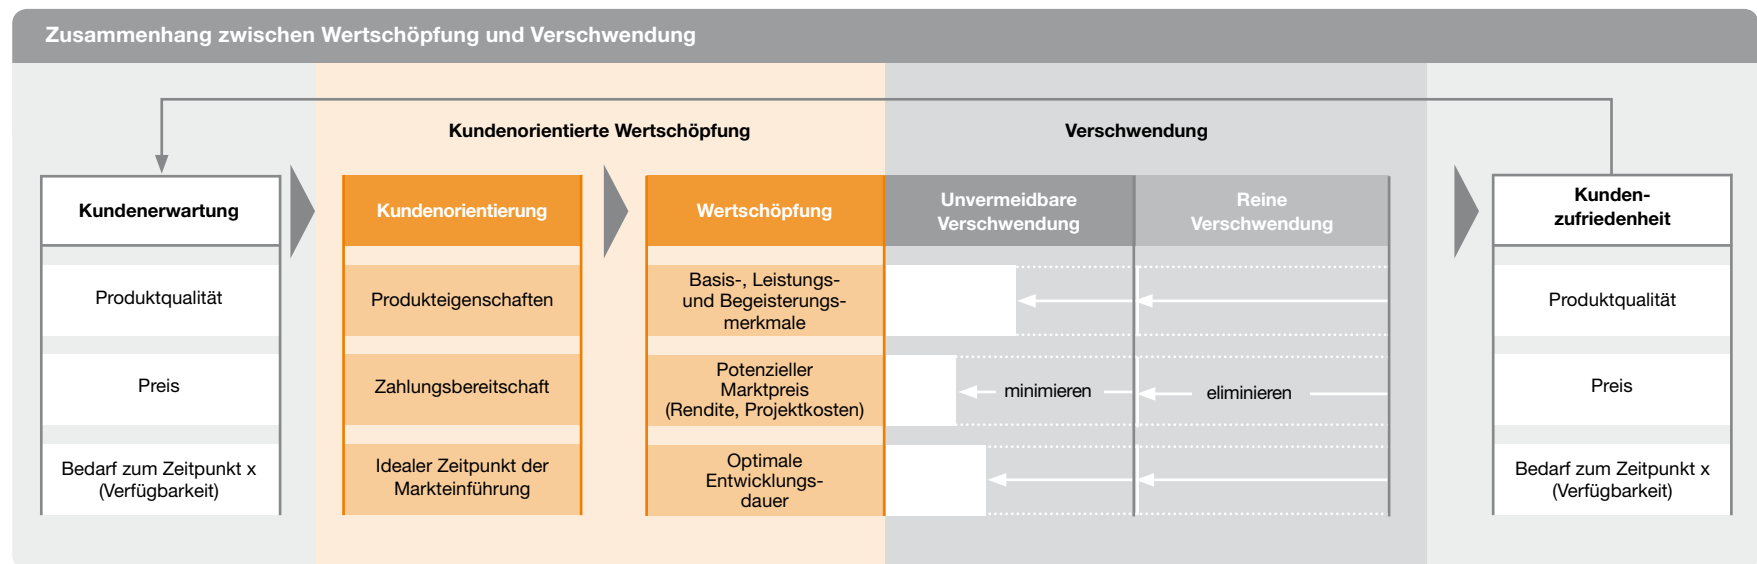 Zusammenhang zwischen Wertschöpfung und Verschwendung
Kundenorientierte Wertschöpfung
Verschwendung
Kundenerwartung
Kundenorientierung
Wertschöpfung
Unvermeidbare
Verschwendung
Reine
Verschwendung
Kunden-
zufriedenheit
Produktqualität
Produkteigenschaften
Basis-, Leistungs-
und Begeisterungs-
merkmale
Produktqualität
Preis
Zahlungsbereitschaft
Potenzieller
Marktpreis
(Rendite, Projektkosten)
minimieren
eliminieren
Preis
Bedarf zum Zeitpunkt x
(Verfügbarkeit)
Idealer Zeitpunkt der
Markteinführung
Optimale
Entwicklungs-
dauer
Bedarf zum Zeitpunkt x
(Verfügbarkeit)